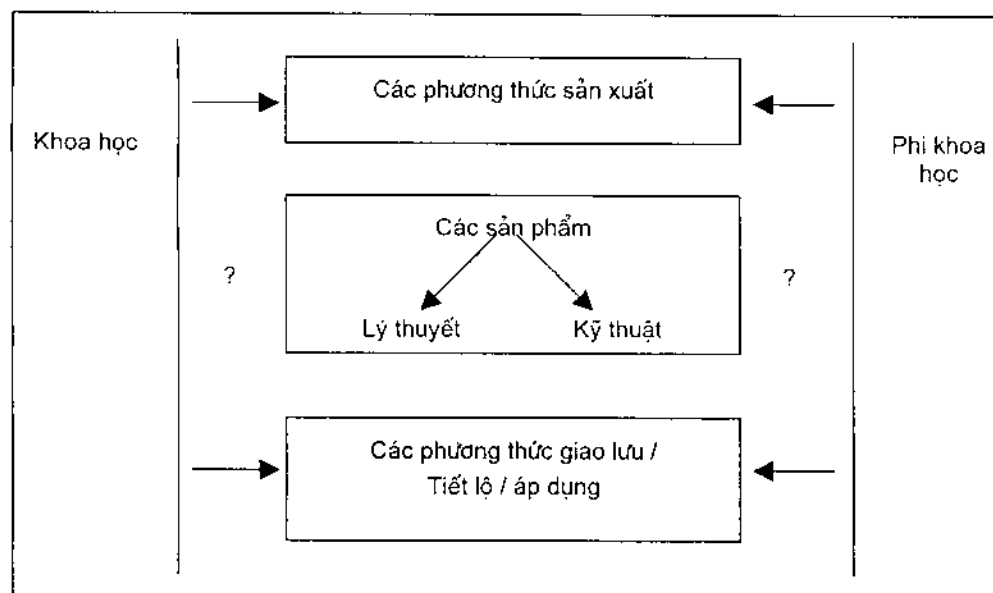 Các phương thức sản xuất
Khoa học
Phi khoa
học
Các sản phẩm
?
?
Lý thuyết
Kỹ thuật
Các phương thức giao lưu /
Tiết lộ / áp dụng